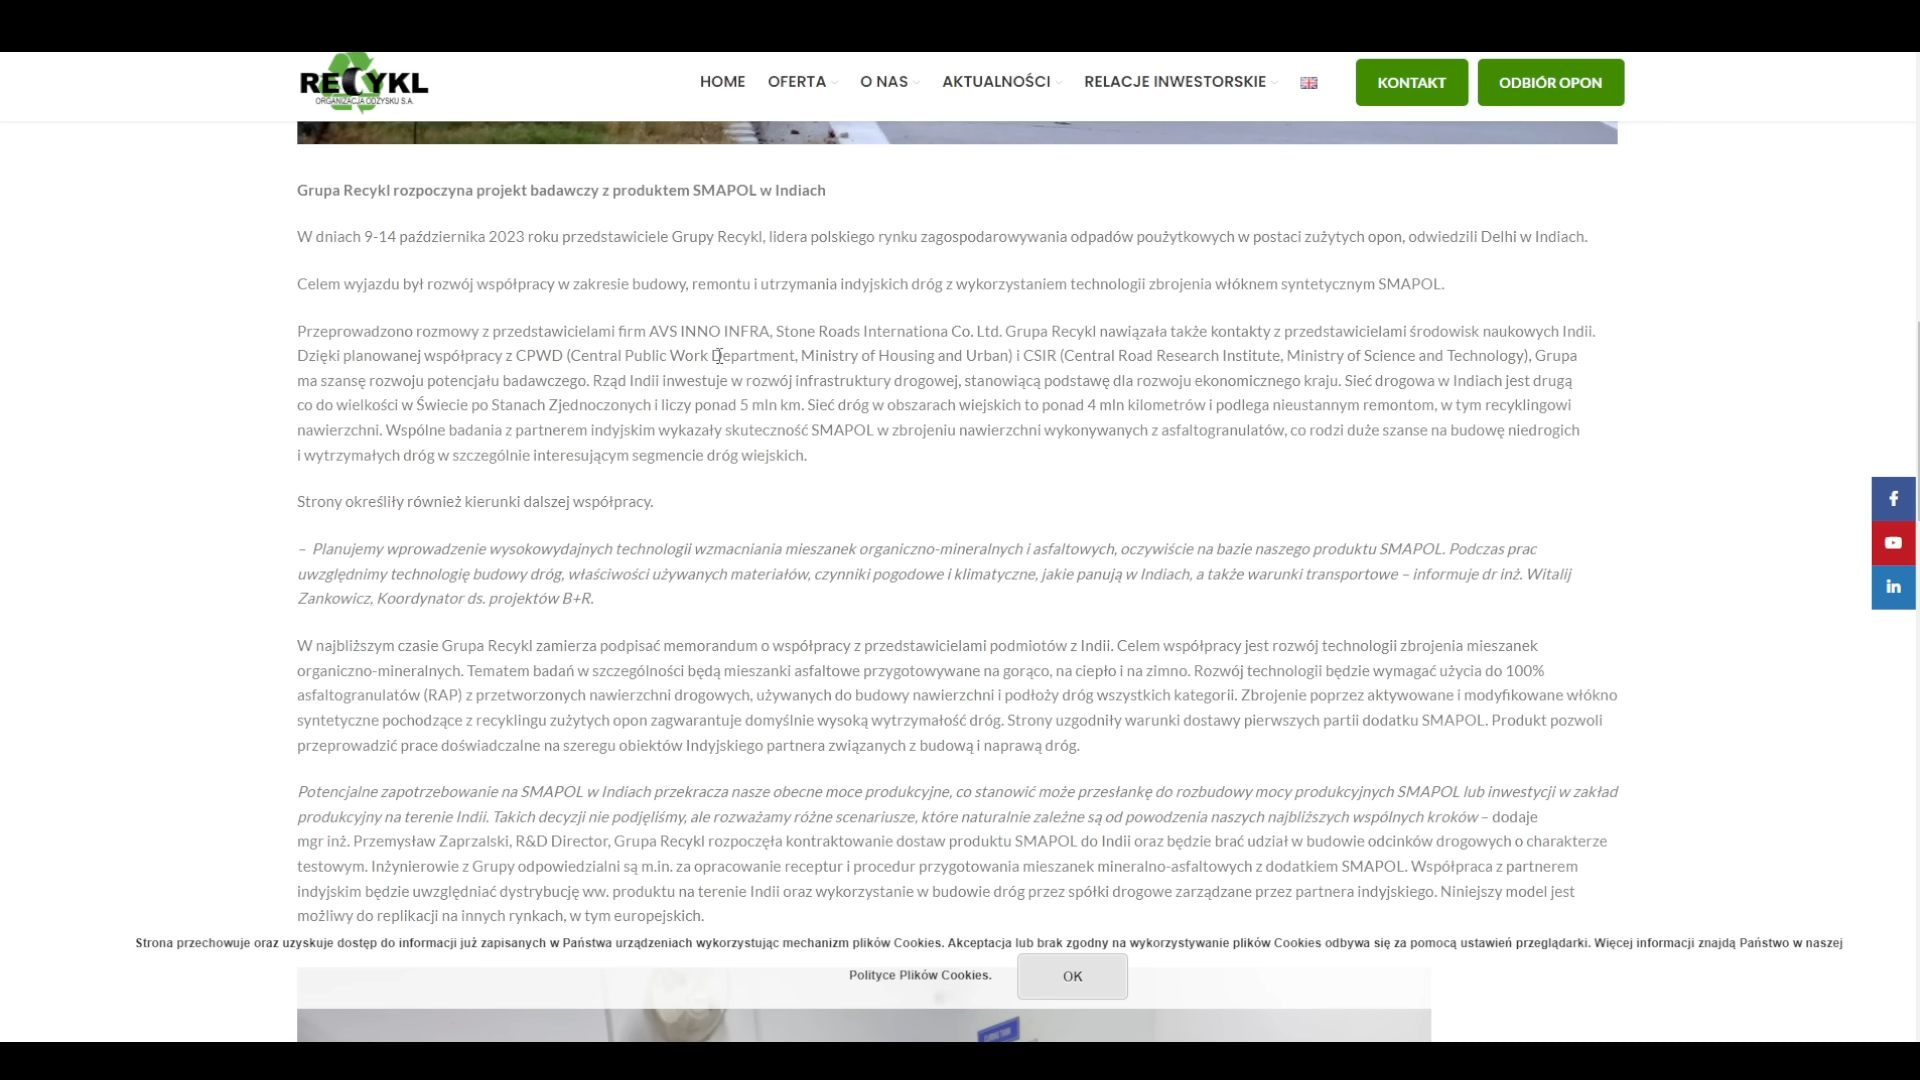 RECYKL
ORGANIZACJA ODZYSKU S.A.
HOME OFERTA O NAS AKTUALNOŚCI RELACJE INWESTORSKIE KONTAKT ODBIÓR OPON
Grupa Recykl rozpoczyna projekt badawczy z produktem SMAPOL w Indiach
W dniach 9-14 października 2023 roku przedstawiciele Grupy Recykl, lidera polskiego rynku zagospodarowywania odpadów poużytkowych w postaci zużytych opon, odwiedzili Delhi w Indiach.
Celem wyjazdu był rozwój współpracy w zakresie budowy, remontu i utrzymania indyjskich dróg z wykorzystaniem technologii zbrojenia włóknem syntetycznym SMAPOL.
Przeprowadzono rozmowy z przedstawicielami firm AVS INNO INFRA, Stone Roads Internationa Co. Ltd. Grupa Recykl nawiązała także kontakty z przedstawicielami środowisk naukowych Indii.
Dzięki planowanej współpracy z CPWD (Central Public Work Department, Ministry of Housing and Urban) i CSIR (Central Road Research Institute, Ministry of Science and Technology), Grupa
ma szansę rozwoju potencjału badawczego. Rząd Indii inwestuje w rozwój infrastruktury drogowej, stanowiącą podstawę dla rozwoju ekonomicznego kraju. Sieć drogowa w Indiach jest drugą
co do wielkości w Świecie po Stanach Zjednoczonych i liczy ponad 5 mln km. Sieć dróg w obszarach wiejskich to ponad 4 mln kilometrów i podlega nieustannym remontom, w tym recyklingowi
nawierzchni. Wspólne badania z partnerem indyjskim wykazały skuteczność SMAPOL w zbrojeniu nawierzchni wykonywanych z asfaltogranulatów, co rodzi duże szanse na budowę niedrogich
i wytrzymałych dróg w szczególnie interesującym segmencie dróg wiejskich.
Strony określiły również kierunki dalszej współpracy.
– Planujemy wprowadzenie wysokowydajnych technologii wzmacniania mieszanek organiczno-mineralnych i asfaltowych, oczywiście na bazie naszego produktu SMAPOL. Podczas prac
uwzględnimy technologię budowy dróg, właściwości używanych materiałów, czynniki pogodowe i klimatyczne, jakie panują w Indiach, a także warunki transportowe – informuje dr inż. Witalij
Zankowicz, Koordynator ds. projektów B+R.
W najbliższym czasie Grupa Recykl zamierza podpisać memorandum o współpracy z przedstawicielami podmiotów z Indii. Celem współpracy jest rozwój technologii zbrojenia mieszanek
organiczno-mineralnych. Tematem badań w szczególności będą mieszanki asfaltowe przygotowywane na gorąco, na ciepło i na zimno. Rozwój technologii będzie wymagać użycia do 100%
asfaltogranulatów (RAP) z przetworzonych nawierzchni drogowych, używanych do budowy nawierzchni i podłoży dróg wszystkich kategorii. Zbrojenie poprzez aktywowane i modyfikowane włókno
syntetyczne pochodzące z recyklingu zużytych opon zagwarantuje domyślnie wysoką wytrzymałość dróg. Strony uzgodniły warunki dostawy pierwszych partii dodatku SMAPOL. Produkt pozwoli
przeprowadzić prace doświadczalne na szeregu obiektów Indyjskiego partnera związanych z budową i naprawą dróg.
Potencjalne zapotrzebowanie na SMAPOL w Indiach przekracza nasze obecne moce produkcyjne, co stanowić może przesłankę do rozbudowy mocy produkcyjnych SMAPOL lub inwestycji w zakład
produkcyjny na terenie Indii. Takich decyzji nie podjęliśmy, ale rozważamy różne scenariusze, które naturalnie zależne są od powodzenia naszych najbliższych wspólnych kroków – dodaje
mgr inż. Przemysław Zaprzalski, R&D Director, Grupa Recykl rozpoczęła kontraktowanie dostaw produktu SMAPOL do Indii oraz będzie brać udział w budowie odcinków drogowych o charakterze
testowym. Inżynierowie z Grupy odpowiedzialni są m.in. za opracowanie receptur i procedur przygotowania mieszanek mineralno-asfaltowych z dodatkiem SMAPOL. Współpraca z partnerem
indyjskim będzie uwzględniać dystrybucję ww. produktu na terenie Indii oraz wykorzystanie w budowie dróg przez spółki drogowe zarządzane przez partnera indyjskiego. Niniejszy model jest
możliwy do replikacji na innych rynkach, w tym europejskich.
Strona przechowuje oraz uzyskuje dostęp do informacji już zapisanych w Państwa urządzeniach wykorzystując mechanizm plików Cookies. Akceptacja lub brak zgodny na wykorzystywanie plików Cookies odbywa się za pomocą ustawień przeglądarki. Więcej informacji znajdą Państwo w naszej
Polityce Plików Cookies. OK